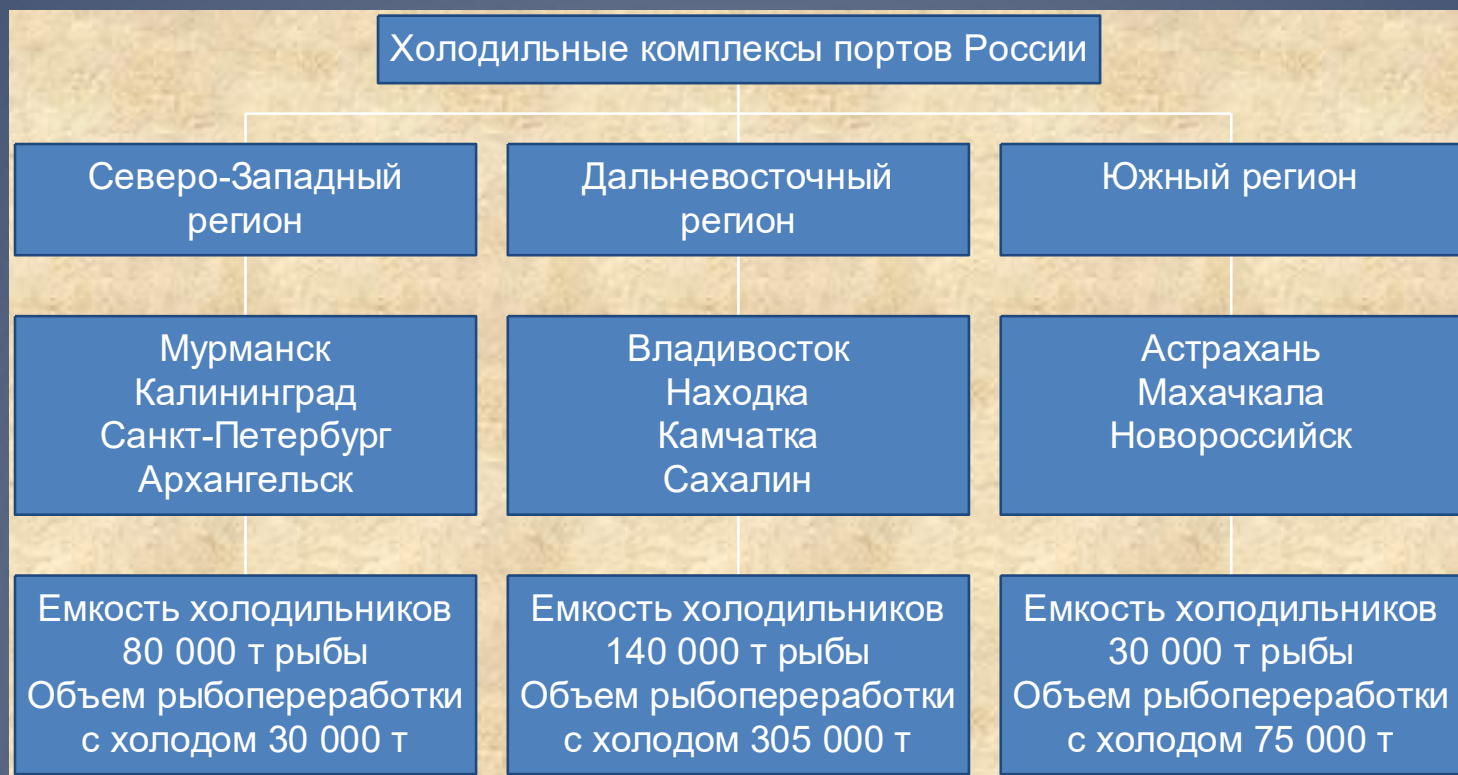 Холодильные комплексы портов России
Северо-Западный
регион
Дальневосточный
регион
Южный регион
Мурманск
Калининград
Санкт-Петербург
Архангельск
Владивосток
Находка
Камчатка
Сахалин
Астрахань
Махачкала
Новороссийск
Емкость холодильников
80 000 т рыбы
Объем рыбопереработки
с холодом 30 000 т
Емкость холодильников
140 000 т рыбы
Объем рыбопереработки
с холодом 305 000 т
Емкость холодильников
30 000 т рыбы
Объем рыбопереработки
с холодом 75 000 т